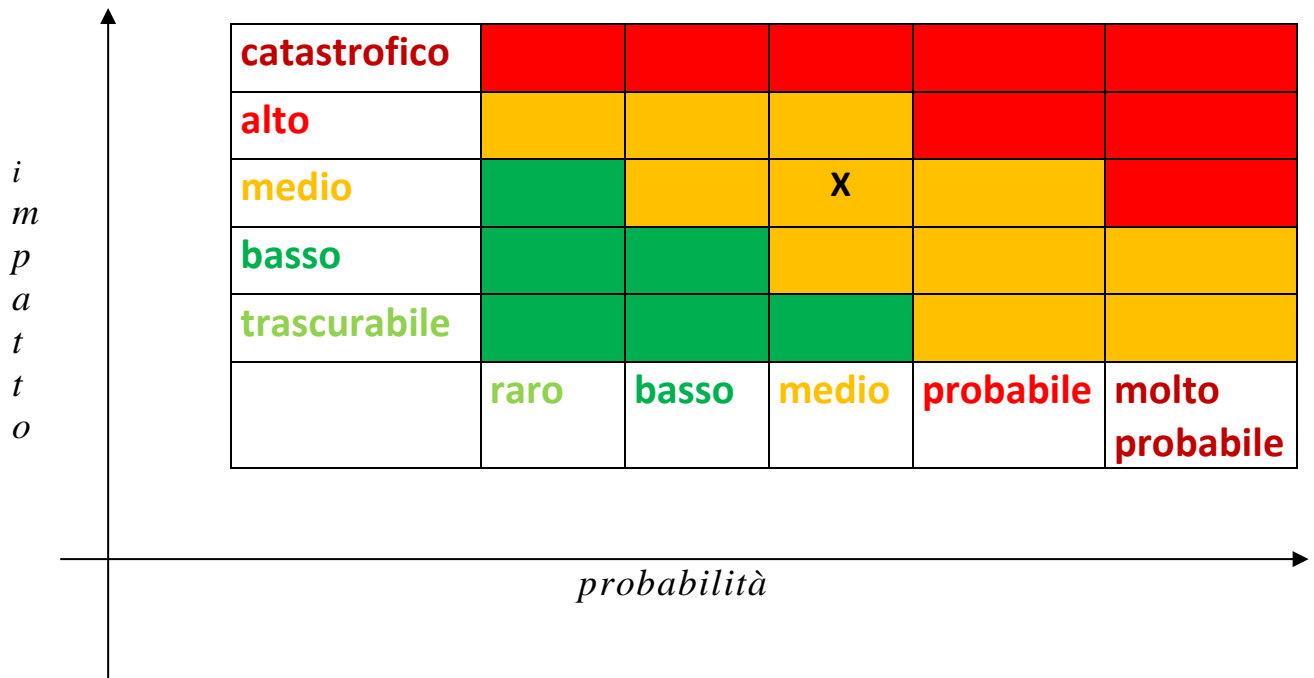 catastrofico
alto
medio X
basso
trascurabile
raro basso medio probabile molto
probabile
i
m
p
a
t
t
o
probabilità